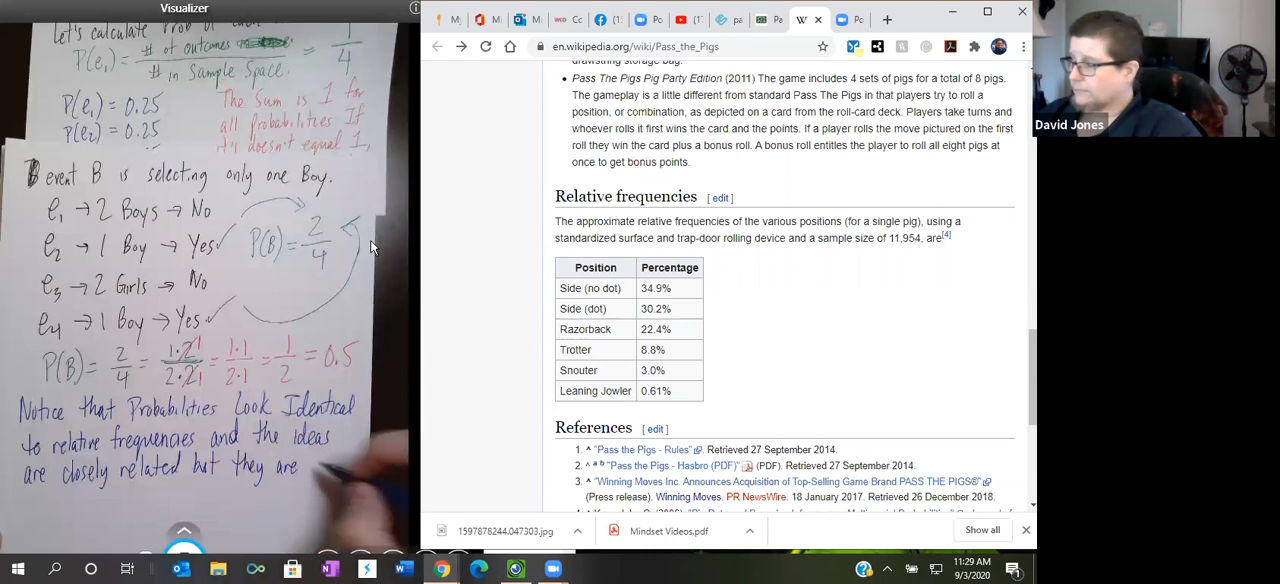 Visualizer
Let's calculate Prob
P(e1) = # of outcomes / # in Sample Space. = 1/4
P(e1) = 0.25
P(e2) = 0.25
The Sum is 1 for
all Probabilities If
it's doesn't equal 1,
event B is selecting only one Boy.
e1 → 2 Boys → No
e2 → 1 Boy → Yes ✓
P(B) = 2/4
e3 → 2 Girls → No
e4 → 1 Boy → Yes ✓
P(B) = 2/4 = 1·2/2·2 = 1·1/2·1 = 1/2 = 0.5
Notice that Probabilities Look Identical
to relative frequencies and the ideas
are closely related but they are
en.wikipedia.org/wiki/Pass_the_Pigs
drawstring storage bag.
• Pass The Pigs Pig Party Edition (2011) The game includes 4 sets of pigs for a total of 8 pigs.
The gameplay is a little different from standard Pass The Pigs in that players try to roll a
position, or combination, as depicted on a card from the roll-card deck. Players take turns and
whoever rolls it first wins the card and the points. If a player rolls the move pictured on the first
roll they win the card plus a bonus roll. A bonus roll entitles the player to roll all eight pigs at
once to get bonus points.
Relative frequencies [ edit ]
The approximate relative frequencies of the various positions (for a single pig), using a
standardized surface and trap-door rolling device and a sample size of 11,954, are[4]
Position Percentage
Side (no dot) 34.9%
Side (dot) 30.2%
Razorback 22.4%
Trotter 8.8%
Snouter 3.0%
Leaning Jowler 0.61%
References [ edit ]
1. ^ "Pass the Pigs - Rules". Retrieved 27 September 2014.
2. ^ a b "Pass the Pigs - Hasbro (PDF)" (PDF). Retrieved 27 September 2014.
3. ^ "Winning Moves Inc. Announces Acquisition of Top-Selling Game Brand PASS THE PIGS®"
(Press release). Winning Moves. PR NewsWire. 18 January 2017. Retrieved 26 December 2018.
David Jones
1597878244.047303.jpg
Mindset Videos.pdf
Show all
11:29 AM
9/3/2020